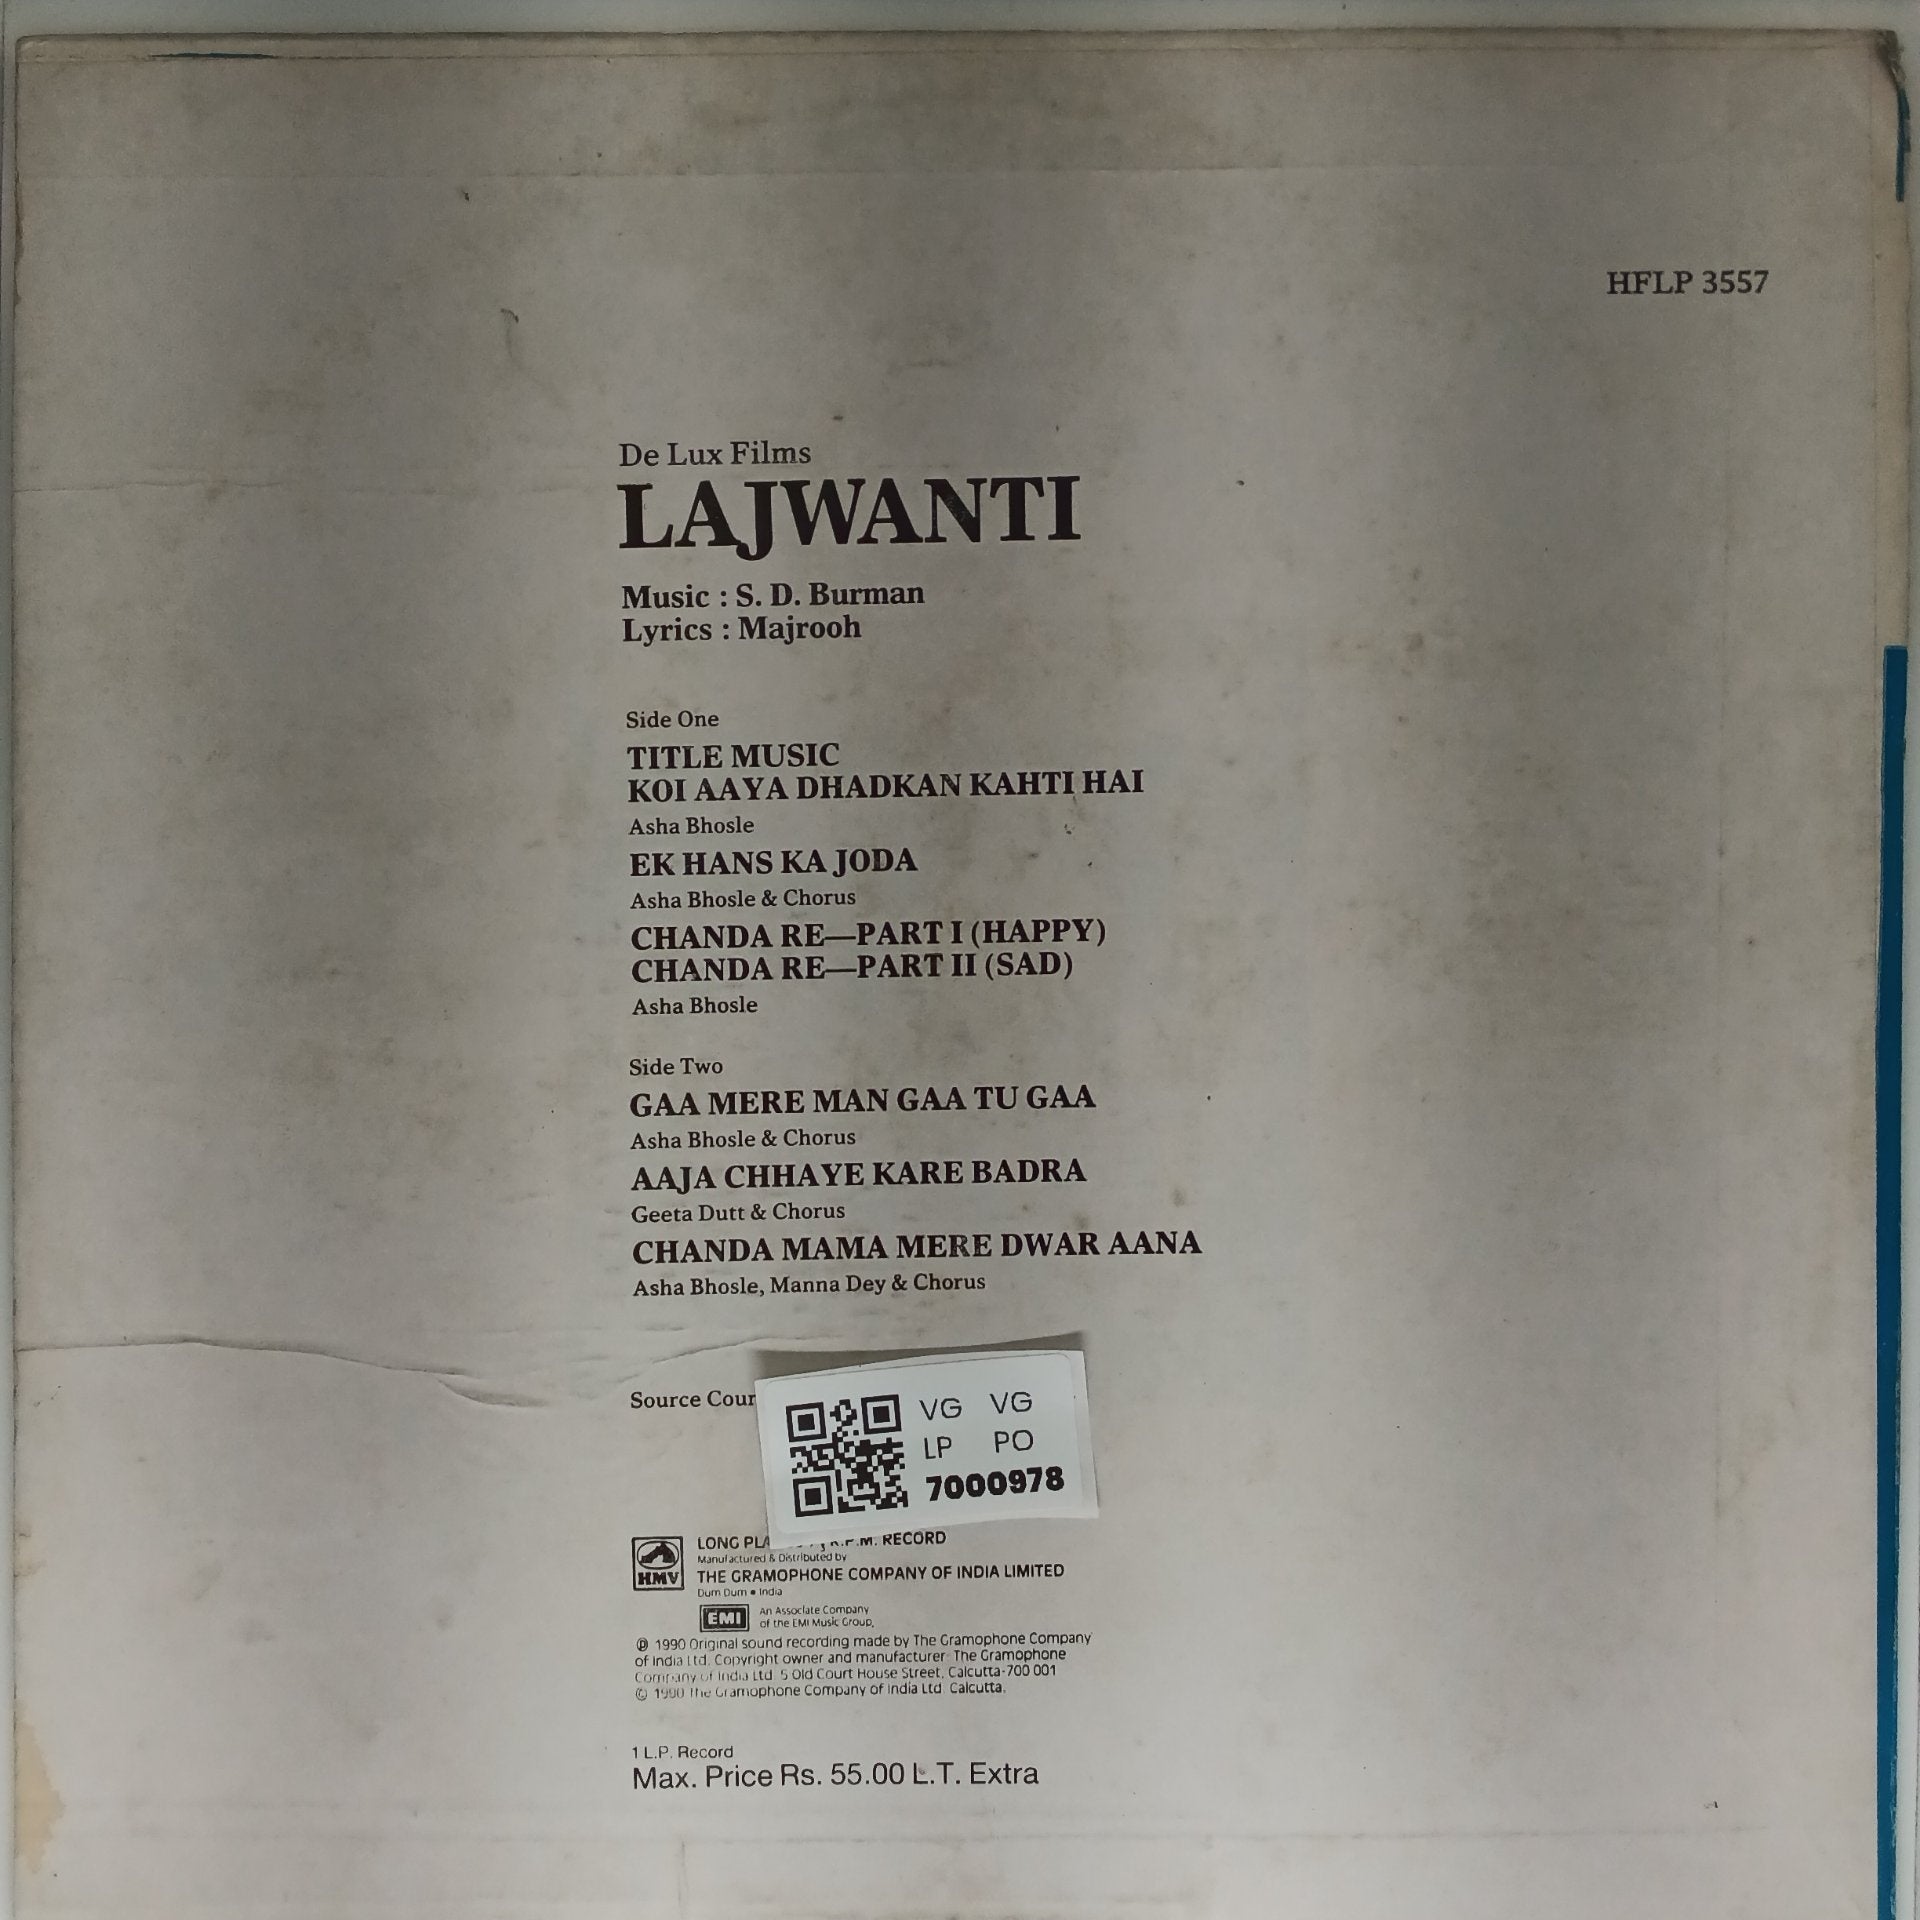 HFLP 3557
De Lux Films
LAJWANTI
Music : S. D. Burman
Lyrics : Majrooh
Side One
TITLE MUSIC
KOI AAYA DHADKAN KAHTI HAI
Asha Bhosle
EK HANS KA JODA
Asha Bhosle & Chorus
CHANDA RE—PART I (HAPPY)
CHANDA RE—PART II (SAD)
Asha Bhosle
Side Two
GAA MERE MAN GAA TU GAA
Asha Bhosle & Chorus
AAJA CHHAYE KARE BADRA
Geeta Dutt & Chorus
CHANDA MAMA MERE DWAR AANA
Asha Bhosle, Manna Dey & Chorus
Source
VG VG
LP PO
7000978
LONG R.P.M. RECORD
Manufactured & Distributed by
HMV THE GRAMOPHONE COMPANY OF INDIA LIMITED
Dum Dum • India
EMI An Associate Company
of the EMI Music Group,
℗ 1990 Original sound recording made by The Gramophone Company
of India Ltd. Copyright owner and manufacturer The Gramophone
Company of India Ltd. 5 Old Court House Street, Calcutta-700 001
© 1990 The Gramophone Company of India Ltd. Calcutta.
1 L.P. Record
Max. Price Rs. 55.00 L.T. Extra